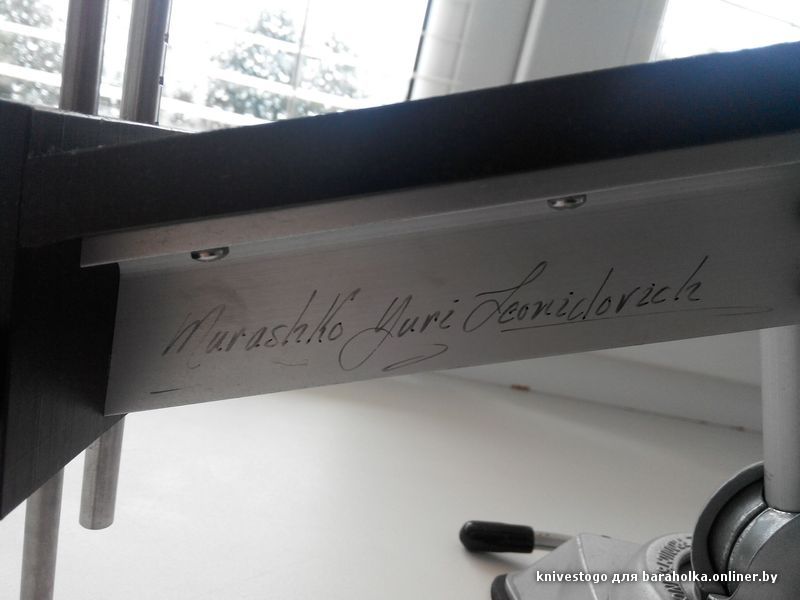 Murashko Yuri Leonidovich
knivestogo для baraholka.onliner.by